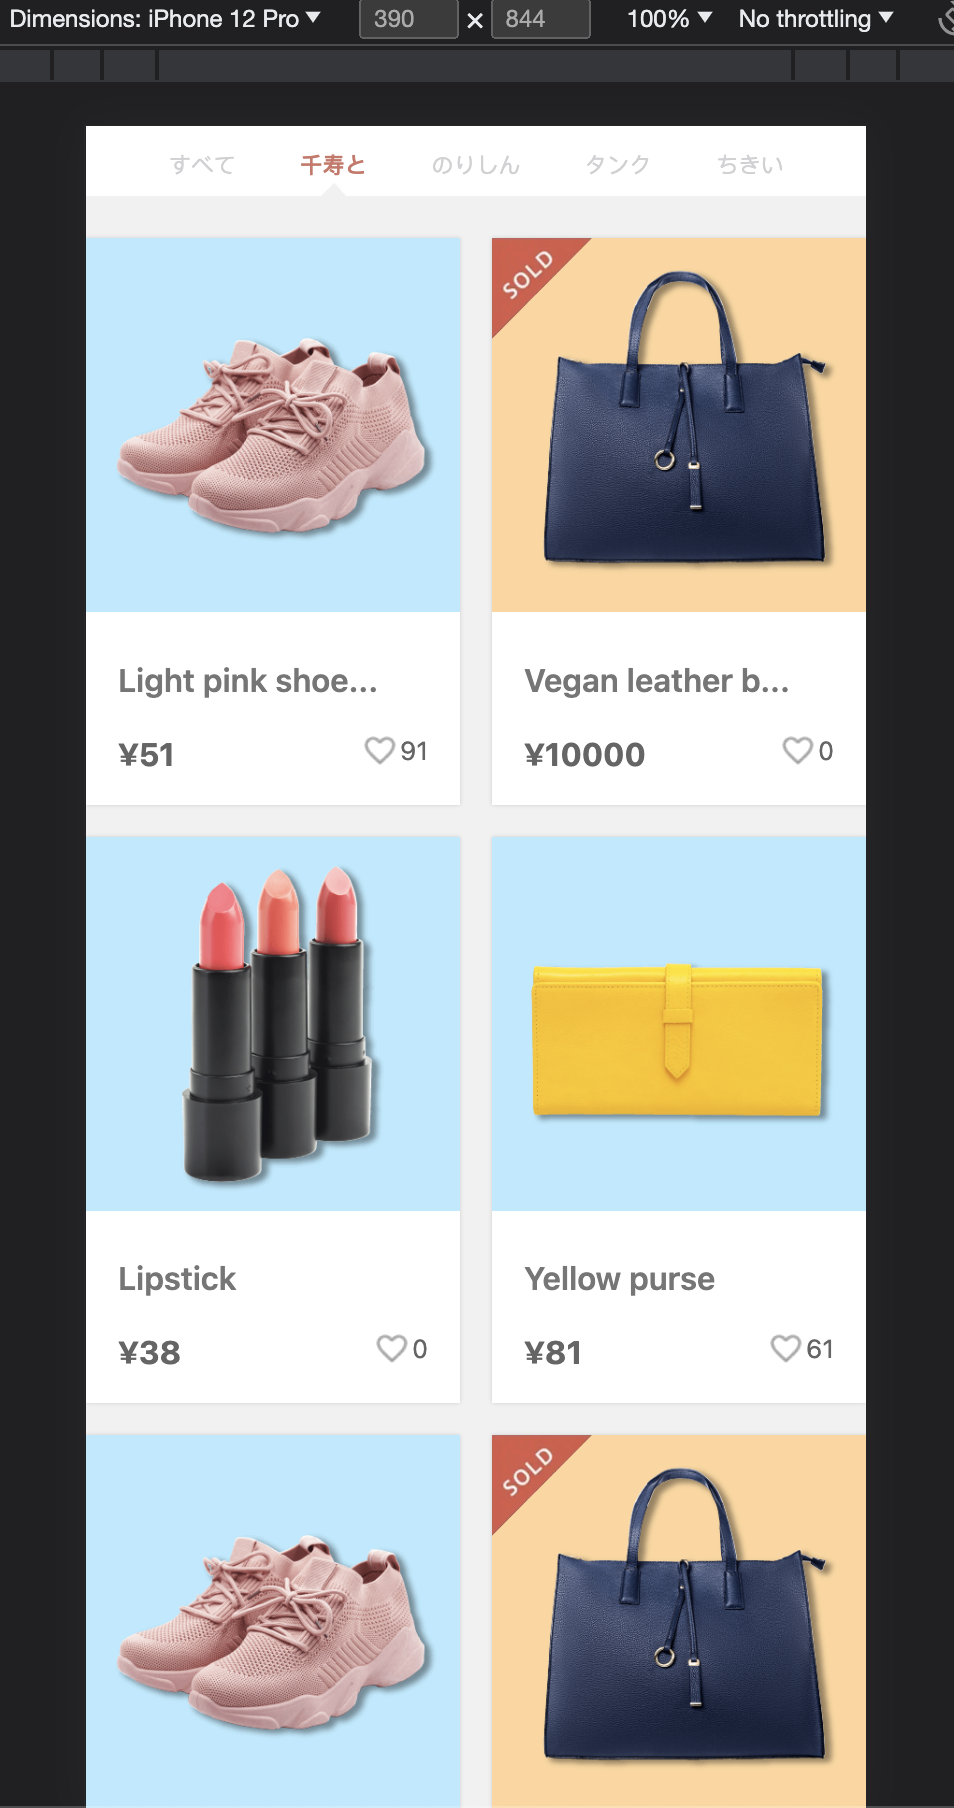 Dimensions: iPhone 12 Pro ▼ 390 × 844 100% ▼ No throttling ▼
すべて 千寿と のりしん タンク ちきい
SOLD
Light pink shoe... Vegan leather b...
¥51 91 ¥10000 0
Lipstick Yellow purse
¥38 0 ¥81 61
SOLD